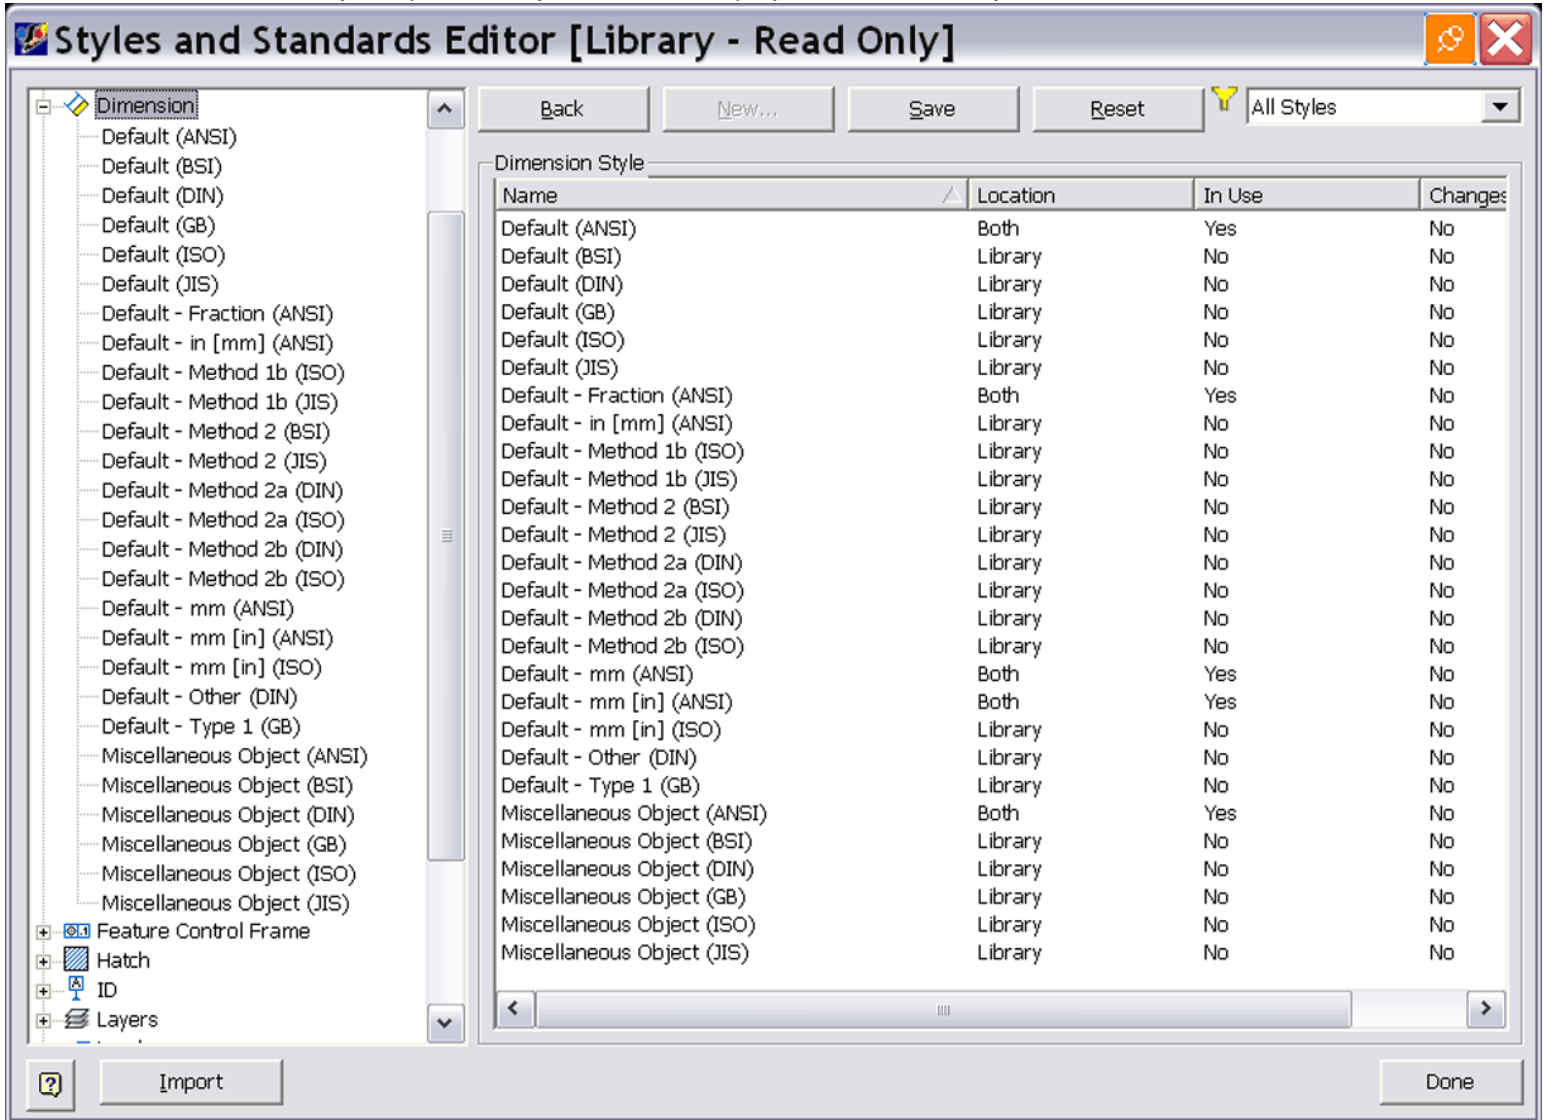 Styles and Standards Editor [Library - Read Only]
Dimension
Default (ANSI)
Default (BSI)
Default (DIN)
Default (GB)
Default (ISO)
Default (JIS)
Default - Fraction (ANSI)
Default - in [mm] (ANSI)
Default - Method 1b (ISO)
Default - Method 1b (JIS)
Default - Method 2 (BSI)
Default - Method 2 (JIS)
Default - Method 2a (DIN)
Default - Method 2a (ISO)
Default - Method 2b (DIN)
Default - Method 2b (ISO)
Default - mm (ANSI)
Default - mm [in] (ANSI)
Default - mm [in] (ISO)
Default - Other (DIN)
Default - Type 1 (GB)
Miscellaneous Object (ANSI)
Miscellaneous Object (BSI)
Miscellaneous Object (DIN)
Miscellaneous Object (GB)
Miscellaneous Object (ISO)
Miscellaneous Object (JIS)
Feature Control Frame
Hatch
ID
Layers
Back New... Save Reset All Styles
Dimension Style
Name Location In Use Changes
Default (ANSI) Both Yes No
Default (BSI) Library No No
Default (DIN) Library No No
Default (GB) Library No No
Default (ISO) Library No No
Default (JIS) Library No No
Default - Fraction (ANSI) Both Yes No
Default - in [mm] (ANSI) Library No No
Default - Method 1b (ISO) Library No No
Default - Method 1b (JIS) Library No No
Default - Method 2 (BSI) Library No No
Default - Method 2 (JIS) Library No No
Default - Method 2a (DIN) Library No No
Default - Method 2a (ISO) Library No No
Default - Method 2b (DIN) Library No No
Default - Method 2b (ISO) Library No No
Default - mm (ANSI) Both Yes No
Default - mm [in] (ANSI) Both Yes No
Default - mm [in] (ISO) Library No No
Default - Other (DIN) Library No No
Default - Type 1 (GB) Library No No
Miscellaneous Object (ANSI) Both Yes No
Miscellaneous Object (BSI) Library No No
Miscellaneous Object (DIN) Library No No
Miscellaneous Object (GB) Library No No
Miscellaneous Object (ISO) Library No No
Miscellaneous Object (JIS) Library No No
Import Done